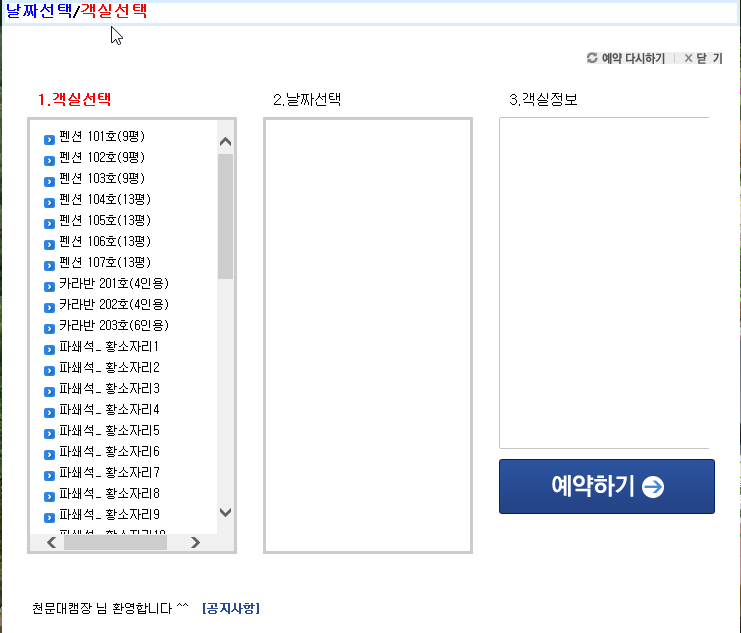 날짜선택/객실선택
예약 다시하기 | X 닫 기
1.객실선택
2.날짜선택
3.객실정보
펜션 101호(9평)
펜션 102호(9평)
펜션 103호(9평)
펜션 104호(13평)
펜션 105호(13평)
펜션 106호(13평)
펜션 107호(13평)
카라반 201호(4인용)
카라반 202호(4인용)
카라반 203호(6인용)
파쇄석_ 황소자리1
파쇄석_ 황소자리2
파쇄석_ 황소자리3
파쇄석_ 황소자리4
파쇄석_ 황소자리5
파쇄석_ 황소자리6
파쇄석_ 황소자리7
파쇄석_ 황소자리8
파쇄석_ 황소자리9
파쇄석_ 황소자리10
예약하기
천문대캠장 님 환영합니다 ^^ [공지사항]